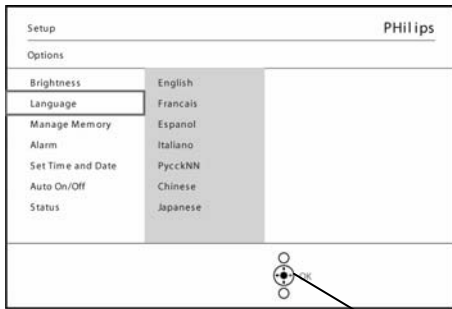 Setup
PHilips
Options
Brightness
Language
Manage Memory
Alarm
Set Time and Date
Auto On/Off
Status
English
Francais
Espanol
Italiano
PycckNN
Chinese
Japanese
OK